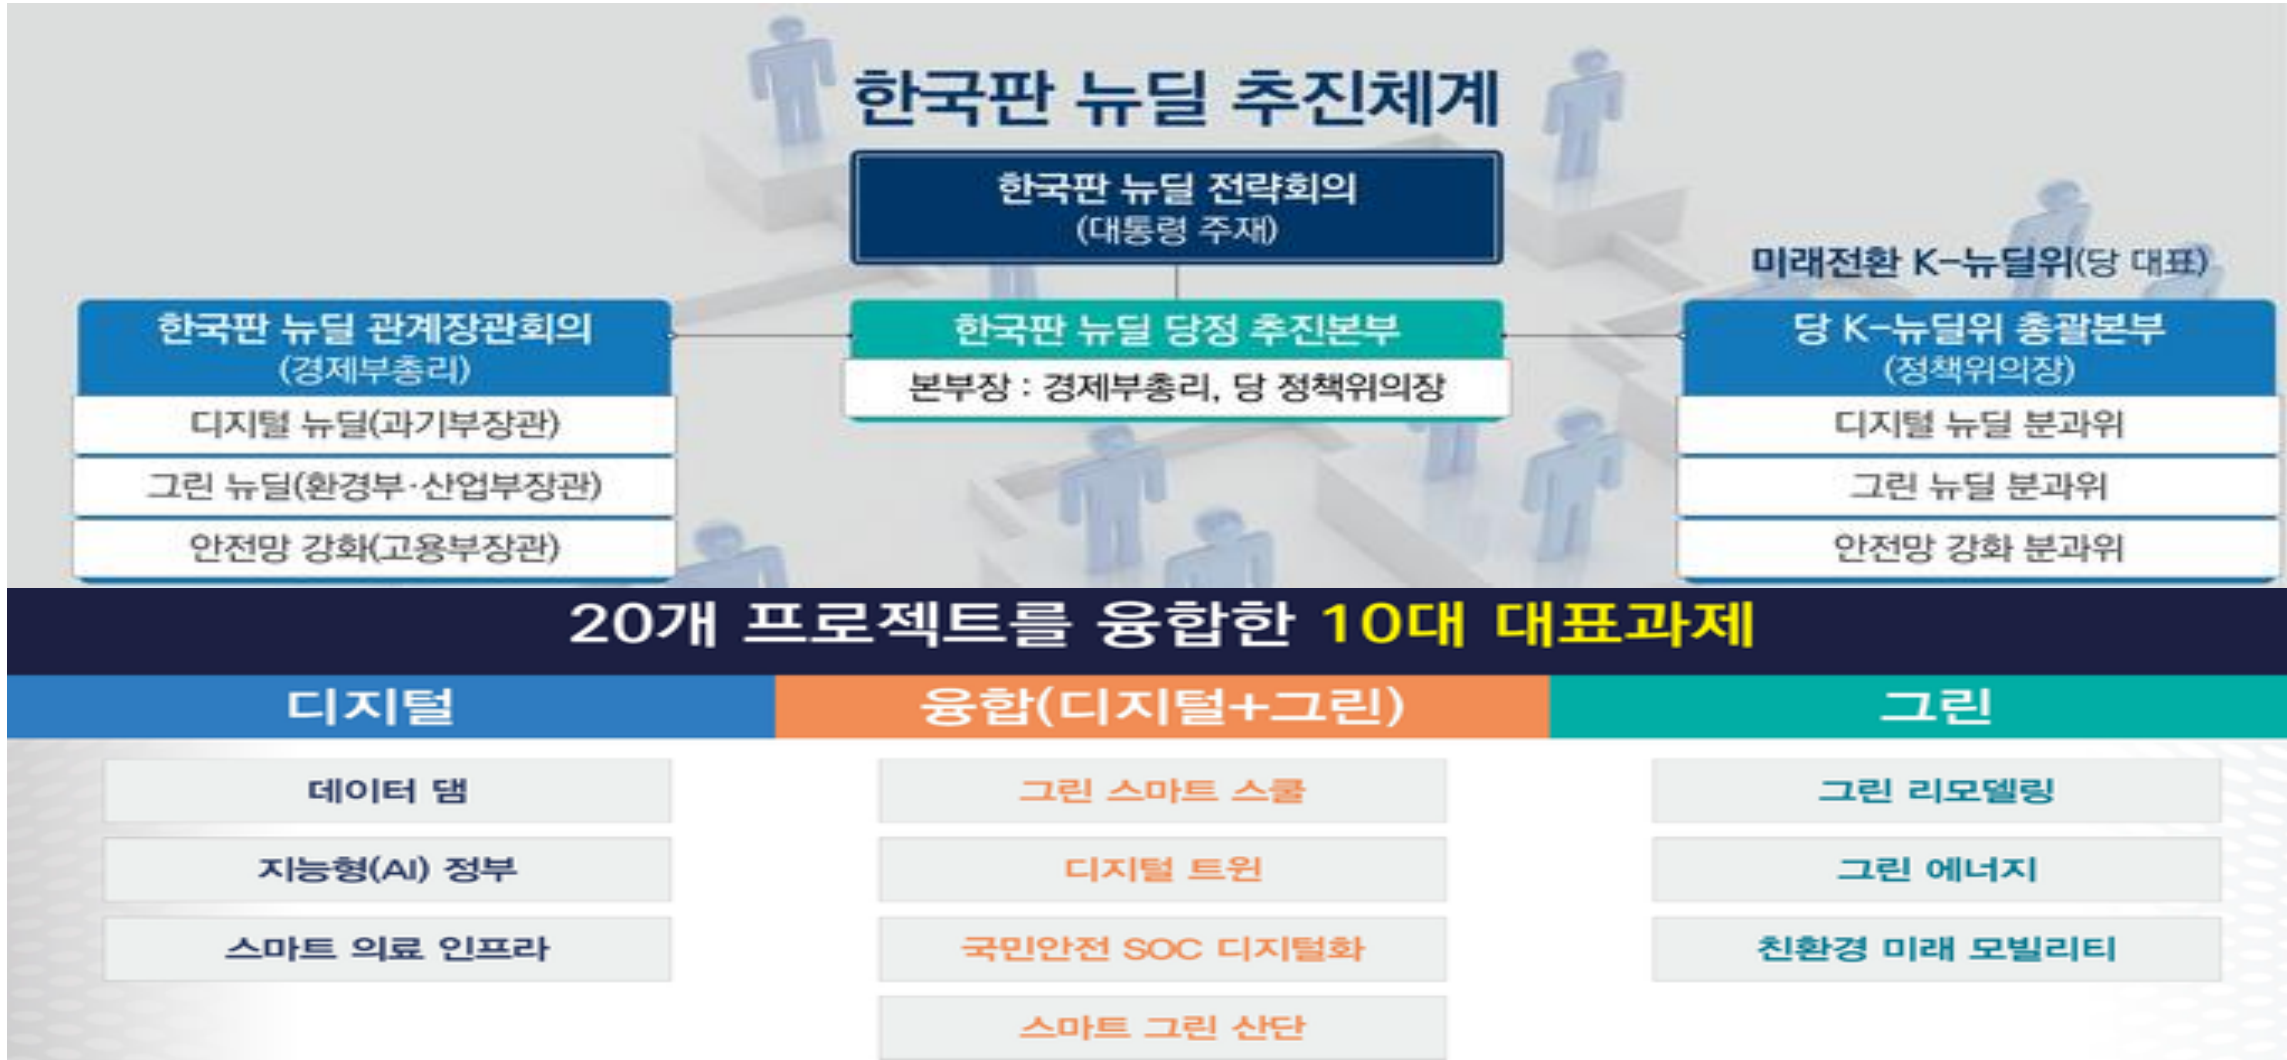 한국판 뉴딜 추진체계
한국판 뉴딜 전략회의
(대통령 주재)
한국판 뉴딜 관계장관회의
(경제부총리)
디지털 뉴딜(과기부장관)
그린 뉴딜(환경부·산업부장관)
안전망 강화(고용부장관)
한국판 뉴딜 당정 추진본부
본부장 : 경제부총리, 당 정책위의장
미래전환 K-뉴딜위(당 대표)
당 K-뉴딜위 총괄본부
(정책위의장)
디지털 뉴딜 분과위
그린 뉴딜 분과위
안전망 강화 분과위
20개 프로젝트를 융합한 10대 대표과제
디지털
데이터 댐
지능형(AI) 정부
스마트 의료 인프라
융합(디지털+그린)
그린 스마트 스쿨
디지털 트윈
국민안전 SOC 디지털화
스마트 그린 산단
그린
그린 리모델링
그린 에너지
친환경 미래 모빌리티